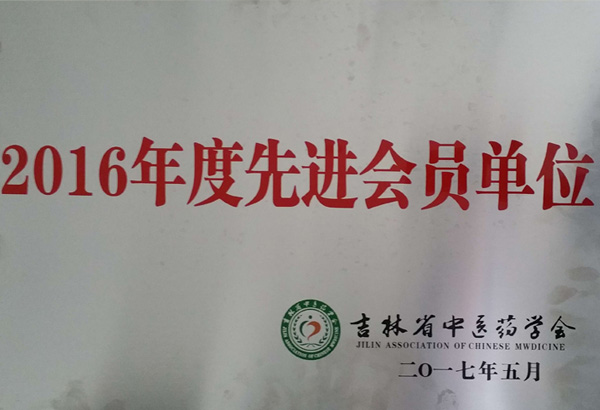 2016年度先进会员单位
吉林省中医药学会
JILIN ASSOCIATION OF CHINESE MWDICINE
二O一七年五月